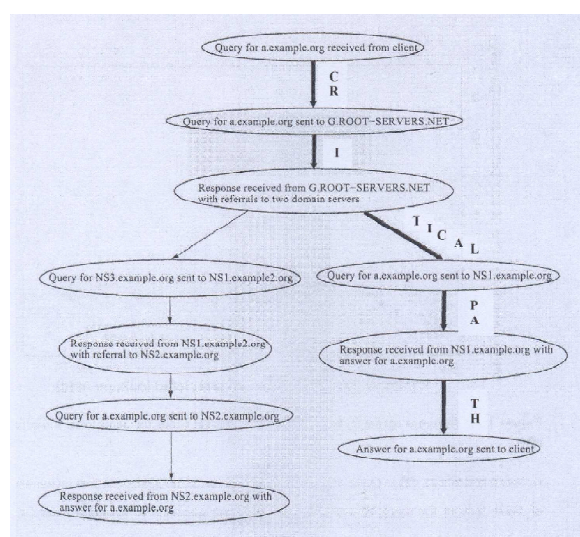 Query for a.example.org received from client
C
R
Query for a.example.org sent to G.ROOT-SERVERS.NET
I
Response received from G.ROOT-SERVERS.NET
with referrals to two domain servers
T I C A L
Query for NS3.example.org sent to NS1.example2.org
Query for a.example.org sent to NS1.example.org
P
A
Response received from NS1.example2.org
with referral to NS2.example.org
Response received from NS1.example.org with
answer for a.example.org
T
H
Query for a.example.org sent to NS2.example.org
Answer for a.example.org sent to client
Response received from NS2.example.org with
answer for a.example.org